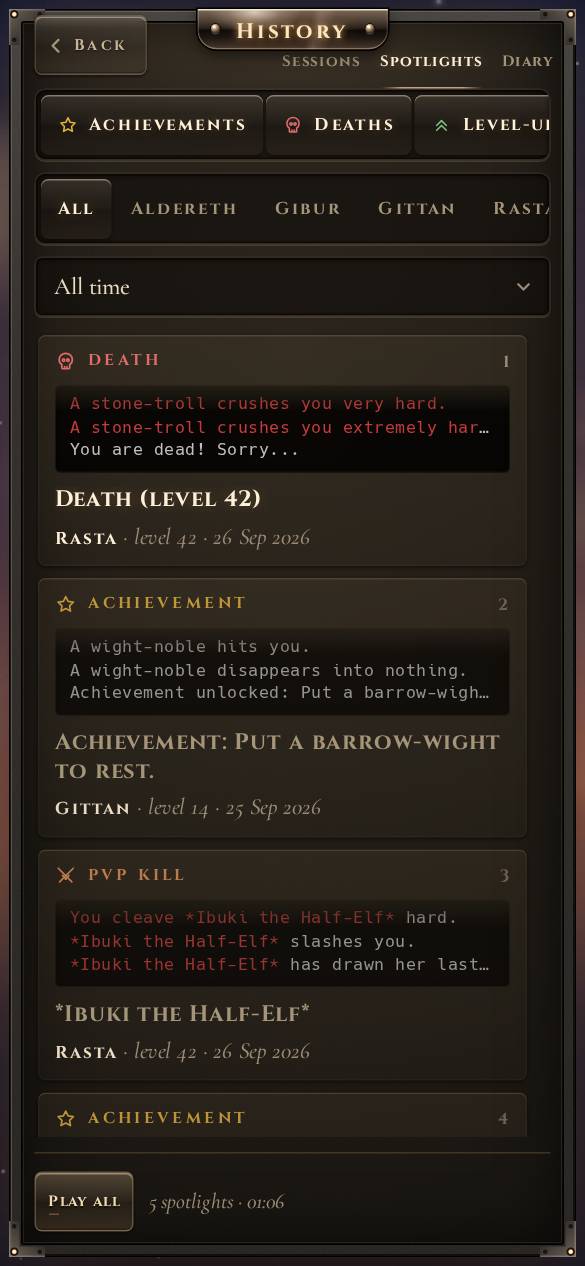 History
Back
Sessions Spotlights Diary
Achievements Deaths Level-u
All Aldereth Gibur Gittan Rasta
All time
DEATH 1
A stone-troll crushes you very hard.
A stone-troll crushes you extremely har…
You are dead! Sorry...
Death (level 42)
Rasta · level 42 · 26 Sep 2026
ACHIEVEMENT 2
A wight-noble hits you.
A wight-noble disappears into nothing.
Achievement unlocked: Put a barrow-wigh…
Achievement: Put a barrow-wight
to rest.
Gittan · level 14 · 25 Sep 2026
PVP KILL 3
You cleave *Ibuki the Half-Elf* hard.
*Ibuki the Half-Elf* slashes you.
*Ibuki the Half-Elf* has drawn her last…
*Ibuki the Half-Elf*
Rasta · level 42 · 26 Sep 2026
ACHIEVEMENT 4
Play all 5 spotlights · 01:06